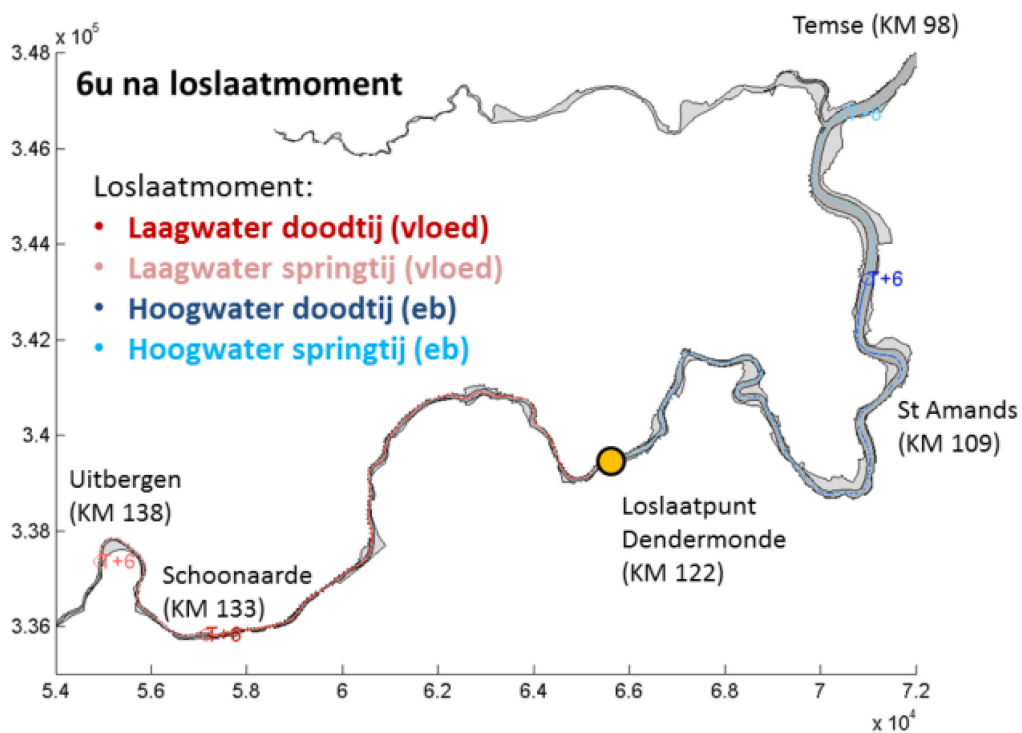 Temse (KM 98)
x 10⁵
3.48
6u na loslaatmoment
T+6
3.46
Loslaatmoment:
• Laagwater doodtij (vloed)
• Laagwater springtij (vloed)
• Hoogwater doodtij (eb)
• Hoogwater springtij (eb)
3.44
T+6
3.42
St Amands
(KM 109)
3.4
Uitbergen
(KM 138)
Loslaatpunt
Dendermonde
(KM 122)
3.38
T+6
Schoonaarde
(KM 133)
3.36
T+6
5.4 5.6 5.8 6 6.2 6.4 6.6 6.8 7 7.2
x 10⁴